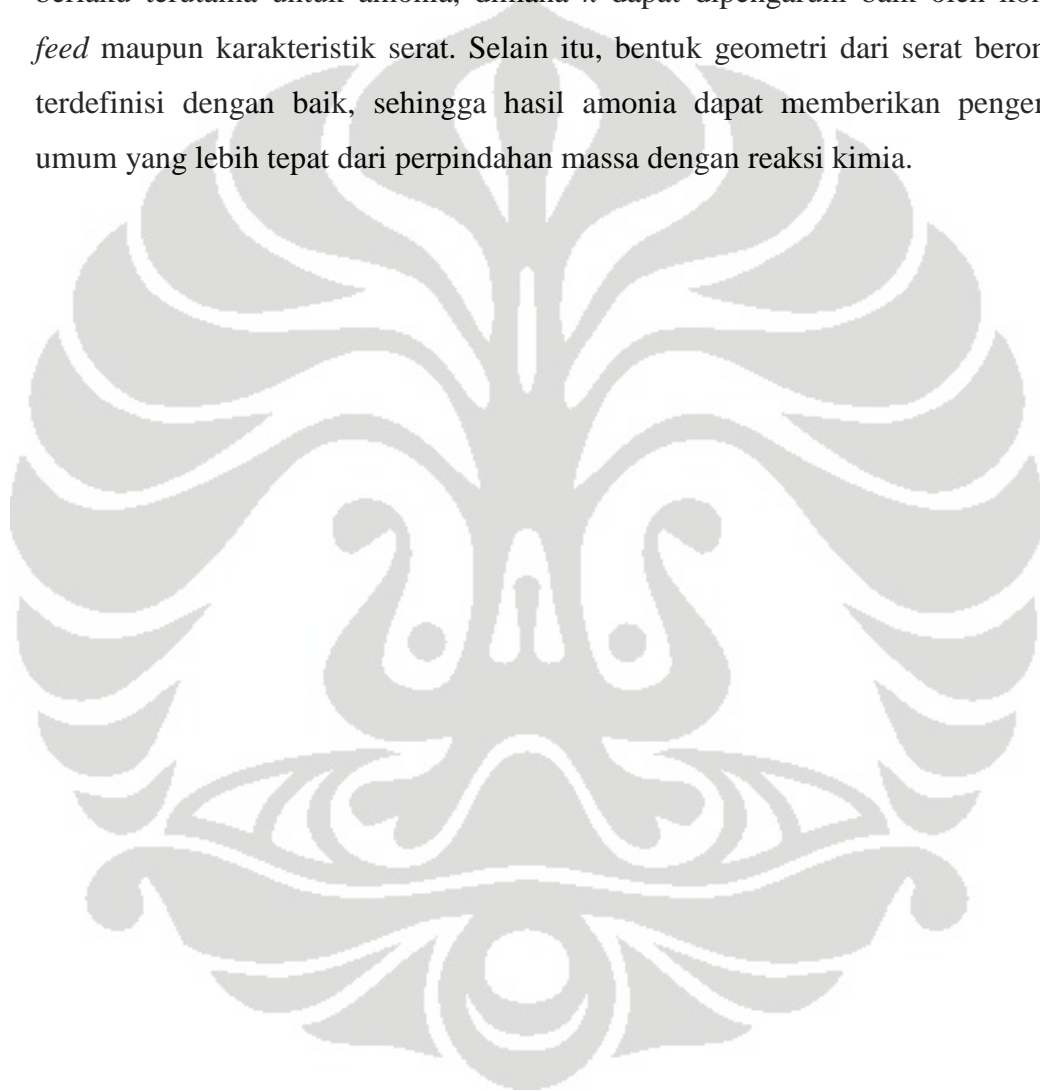 berlaku terutama untuk amonia, dimana k dapat dipengaruhi baik oleh
feed maupun karakteristik serat. Selain itu, bentuk geometri dari serat
terdefinisi dengan baik, sehingga hasil amonia dapat memberikan
umum yang lebih tepat dari perpindahan massa dengan reaksi kimia.